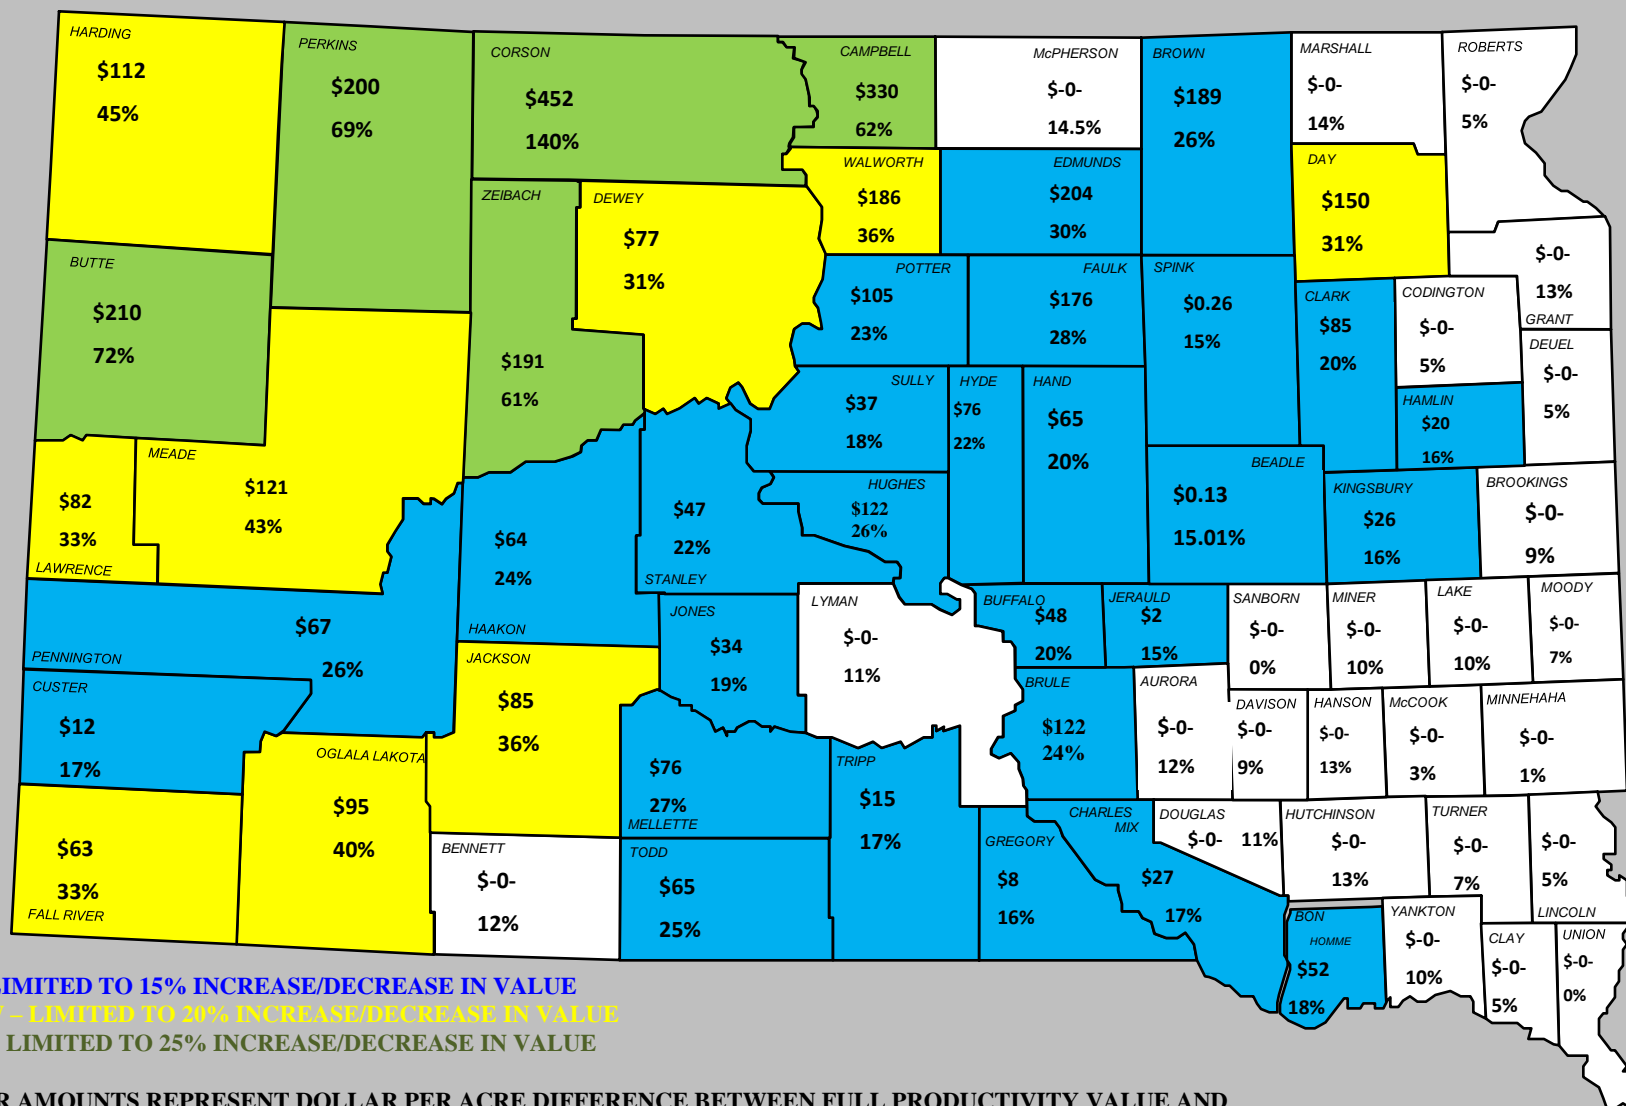 HARDING
$112
45%
PERKINS
$200
69%
CORSON
$452
140%
CAMPBELL
$330
62%
McPHERSON
$-0-
14.5%
BROWN
$189
26%
MARSHALL
$-0-
14%
ROBERTS
$-0-
5%
WALWORTH
$186
36%
EDMUNDS
$204
30%
DAY
$150
31%
ZEIBACH
$191
61%
DEWEY
$77
31%
BUTTE
$210
72%
POTTER
$105
23%
FAULK
$176
28%
SPINK
$0.26
15%
CLARK
$85
20%
CODINGTON
$-0-
5%
$-0-
13%
GRANT
DEUEL
$-0-
5%
SULLY
$37
18%
HYDE
$76
22%
HAND
$65
20%
HAMLIN
$20
16%
MEADE
$121
43%
$82
33%
LAWRENCE
$64
24%
HAAKON
$47
22%
STANLEY
HUGHES
$122
26%
BEADLE
$0.13
15.01%
KINGSBURY
$26
16%
BROOKINGS
$-0-
9%
$67
PENNINGTON
26%
JONES
$34
19%
LYMAN
$-0-
11%
BUFFALO
$48
20%
JERAULD
$2
15%
SANBORN
$-0-
0%
MINER
$-0-
10%
LAKE
$-0-
10%
MOODY
$-0-
7%
CUSTER
$12
17%
JACKSON
$85
36%
BRULE
$122
24%
AURORA
$-0-
12%
DAVISON
$-0-
9%
HANSON
$-0-
13%
McCOOK
$-0-
3%
MINNEHAHA
$-0-
1%
OGLALA LAKOTA
$95
40%
$76
27%
MELLETTE
TRIPP
$15
17%
$63
33%
FALL RIVER
BENNETT
$-0-
12%
TODD
$65
25%
GREGORY
$8
16%
CHARLES
MIX
$27
17%
DOUGLAS
$-0- 11%
HUTCHINSON
$-0-
13%
TURNER
$-0-
7%
$-0-
5%
LINCOLN
BON
HOMME
$52
18%
YANKTON
$-0-
10%
CLAY
$-0-
5%
UNION
$-0-
0%
LIMITED TO 15% INCREASE/DECREASE IN VALUE
– LIMITED TO 20% INCREASE/DECREASE IN VALUE
LIMITED TO 25% INCREASE/DECREASE IN VALUE
R AMOUNTS REPRESENT DOLLAR PER ACRE DIFFERENCE BETWEEN FULL PRODUCTIVITY VALUE AND